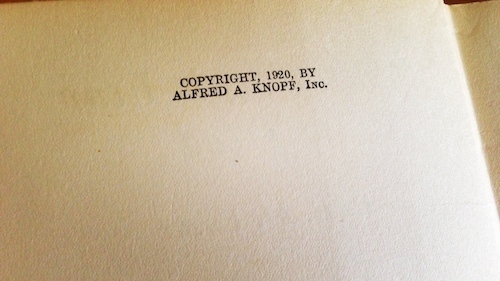 COPYRIGHT, 1920, BY
ALFRED A. KNOPF, Inc.